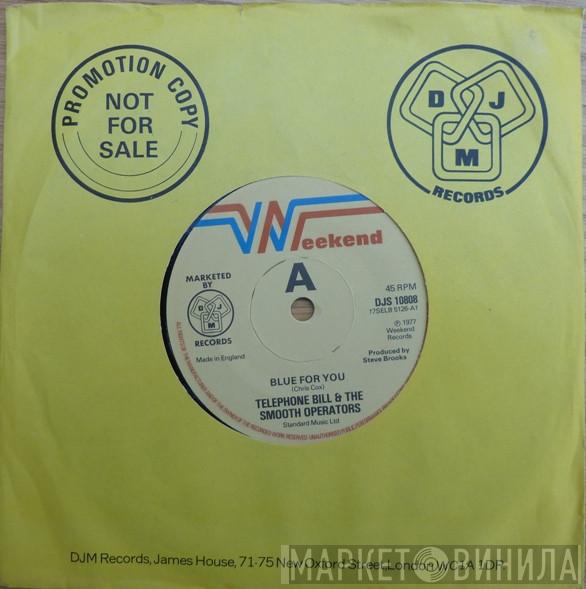 PROMOTION COPY
NOT
FOR
SALE
D J
M
RECORDS
Weekend
MARKETED
BY
D J
M
RECORDS
A
45 RPM
DJS 10808
17SELB 5126-A1
℗ 1977
Weekend
Records
Made in England
Produced by
Steve Brooks
BLUE FOR YOU
(Chris Cox)
TELEPHONE BILL & THE
SMOOTH OPERATORS
Standard Music Ltd
DJM Records, James House, 71-75 New Oxford Street, London WC1A 1DP
МАРКЕТ ВИНИЛА